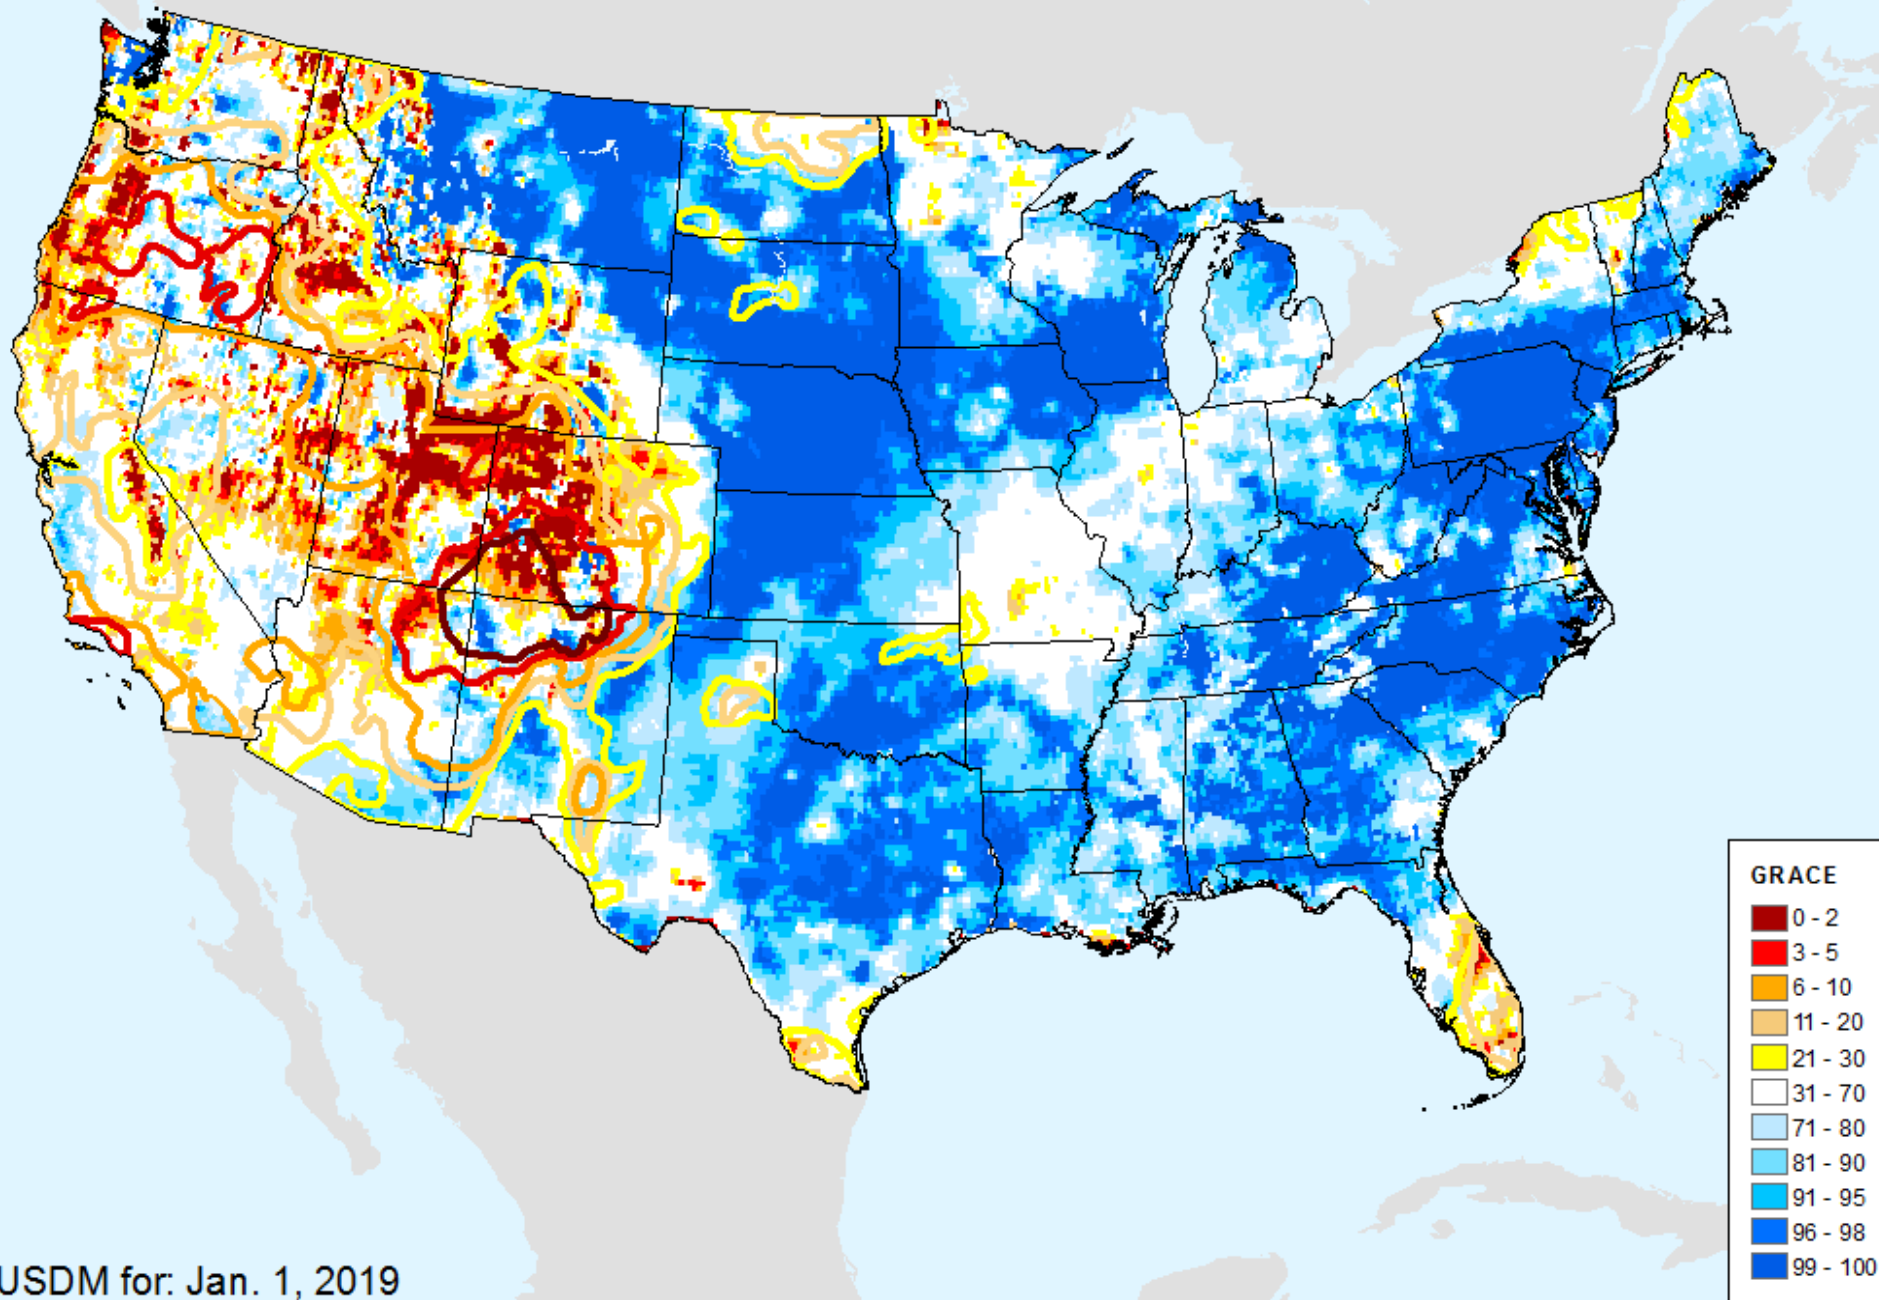 GRACE
0 - 2
3 - 5
6 - 10
11 - 20
21 - 30
31 - 70
71 - 80
81 - 90
91 - 95
96 - 98
99 - 100
USDM for: Jan. 1, 2019